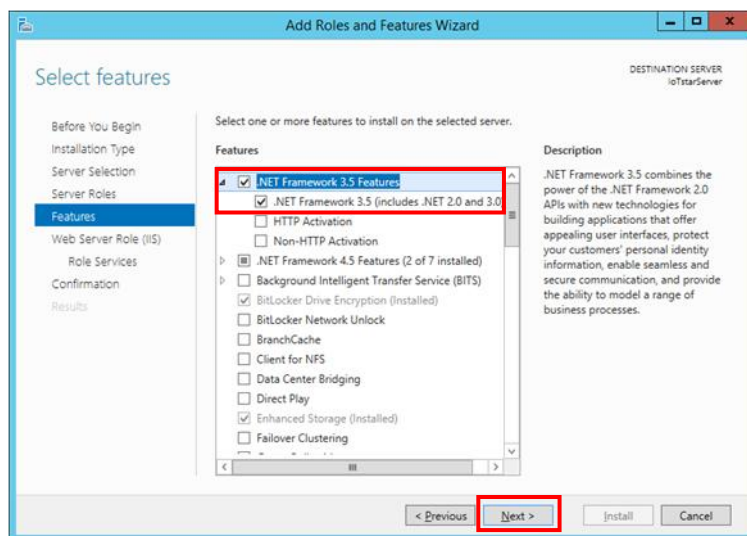 Add Roles and Features Wizard
Select features
DESTINATION SERVER
IoTstarServer
Before You Begin
Installation Type
Server Selection
Server Roles
Features
Web Server Role (IIS)
Role Services
Confirmation
Results
Select one or more features to install on the selected server.
Features
.NET Framework 3.5 Features
.NET Framework 3.5 (includes .NET 2.0 and 3.0)
HTTP Activation
Non-HTTP Activation
.NET Framework 4.5 Features (2 of 7 installed)
Background Intelligent Transfer Service (BITS)
BitLocker Drive Encryption (Installed)
BitLocker Network Unlock
BranchCache
Client for NFS
Data Center Bridging
Direct Play
Enhanced Storage (Installed)
Failover Clustering
Description
.NET Framework 3.5 combines the
power of the .NET Framework 2.0
APIs with new technologies for
building applications that offer
appealing user interfaces, protect
your customers' personal identity
information, enable seamless and
secure communication, and provide
the ability to model a range of
business processes.
< Previous
Next >
Install
Cancel